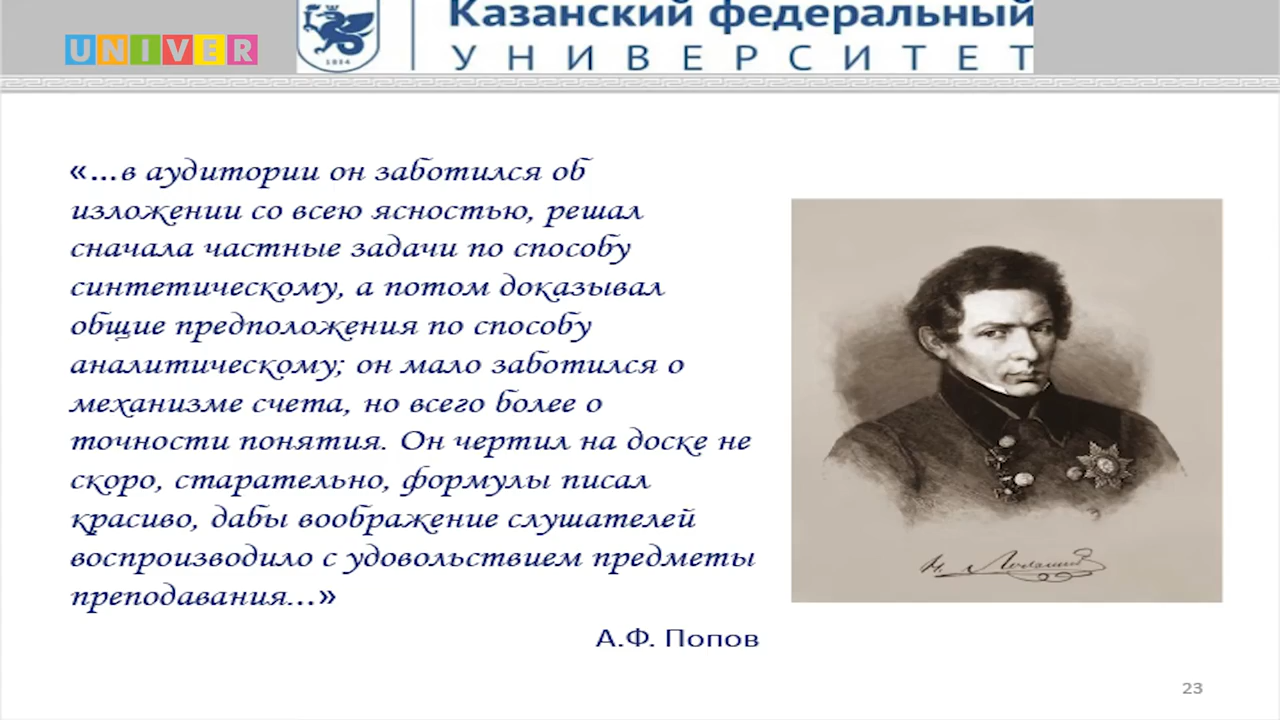 UNIVER
Казанский федеральный
УНИВЕРСИТЕТ
1804
«...в аудитории он заботился об
изложении со всею ясностью, решал
сначала частные задачи по способу
синтетическому, а потом доказывал
общие предположения по способу
аналитическому; он мало заботился о
механизме счета, но всего более о
точности понятия. Он чертил на доске не
скоро, старательно, формулы писал
красиво, дабы воображение слушателей
воспроизводило с удовольствием предметы
преподавания...»
А.Ф. Попов
23